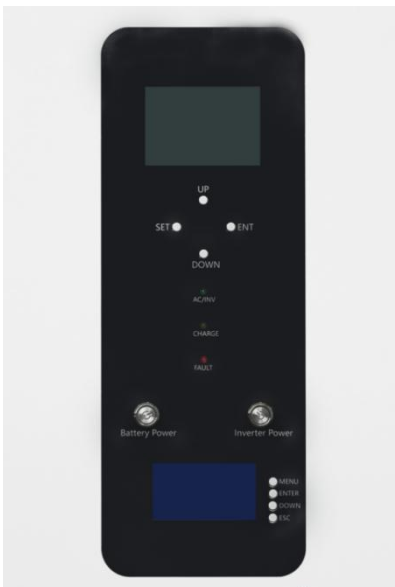 UP
SET ENT
DOWN
AC/INV
CHARGE
FAULT
Battery Power Inverter Power
MENU
ENTER
DOWN
ESC